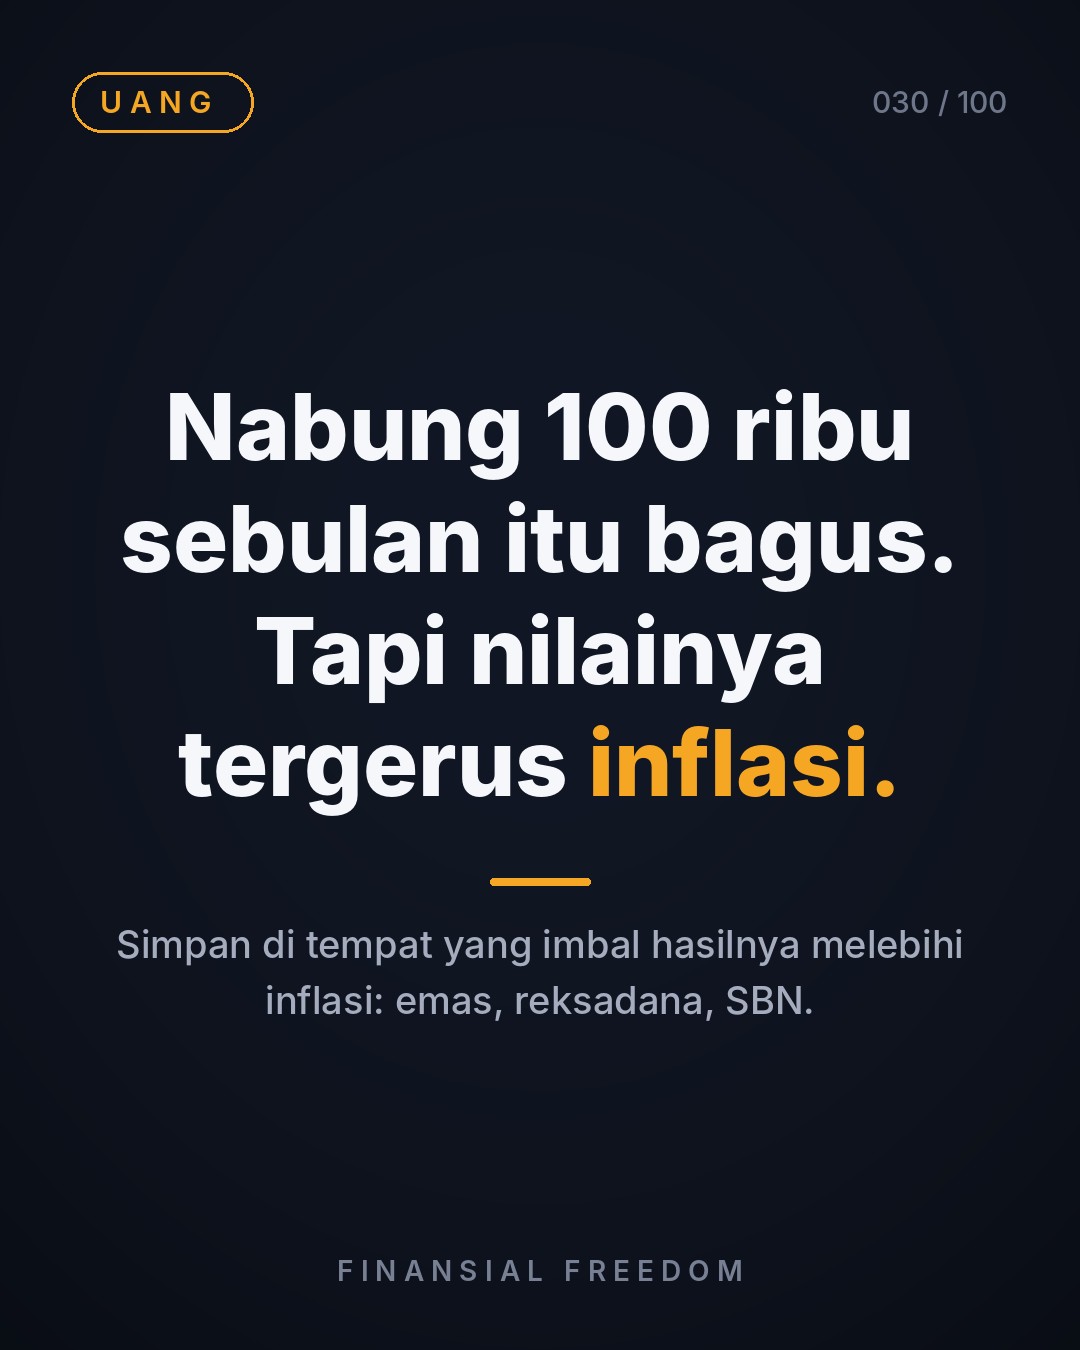 UANG
030 / 100
Nabung 100 ribu
sebulan itu bagus.
Tapi nilainya
tergerus inflasi.
Simpan di tempat yang imbal hasilnya melebihi
inflasi: emas, reksadana, SBN.
FINANSIAL FREEDOM